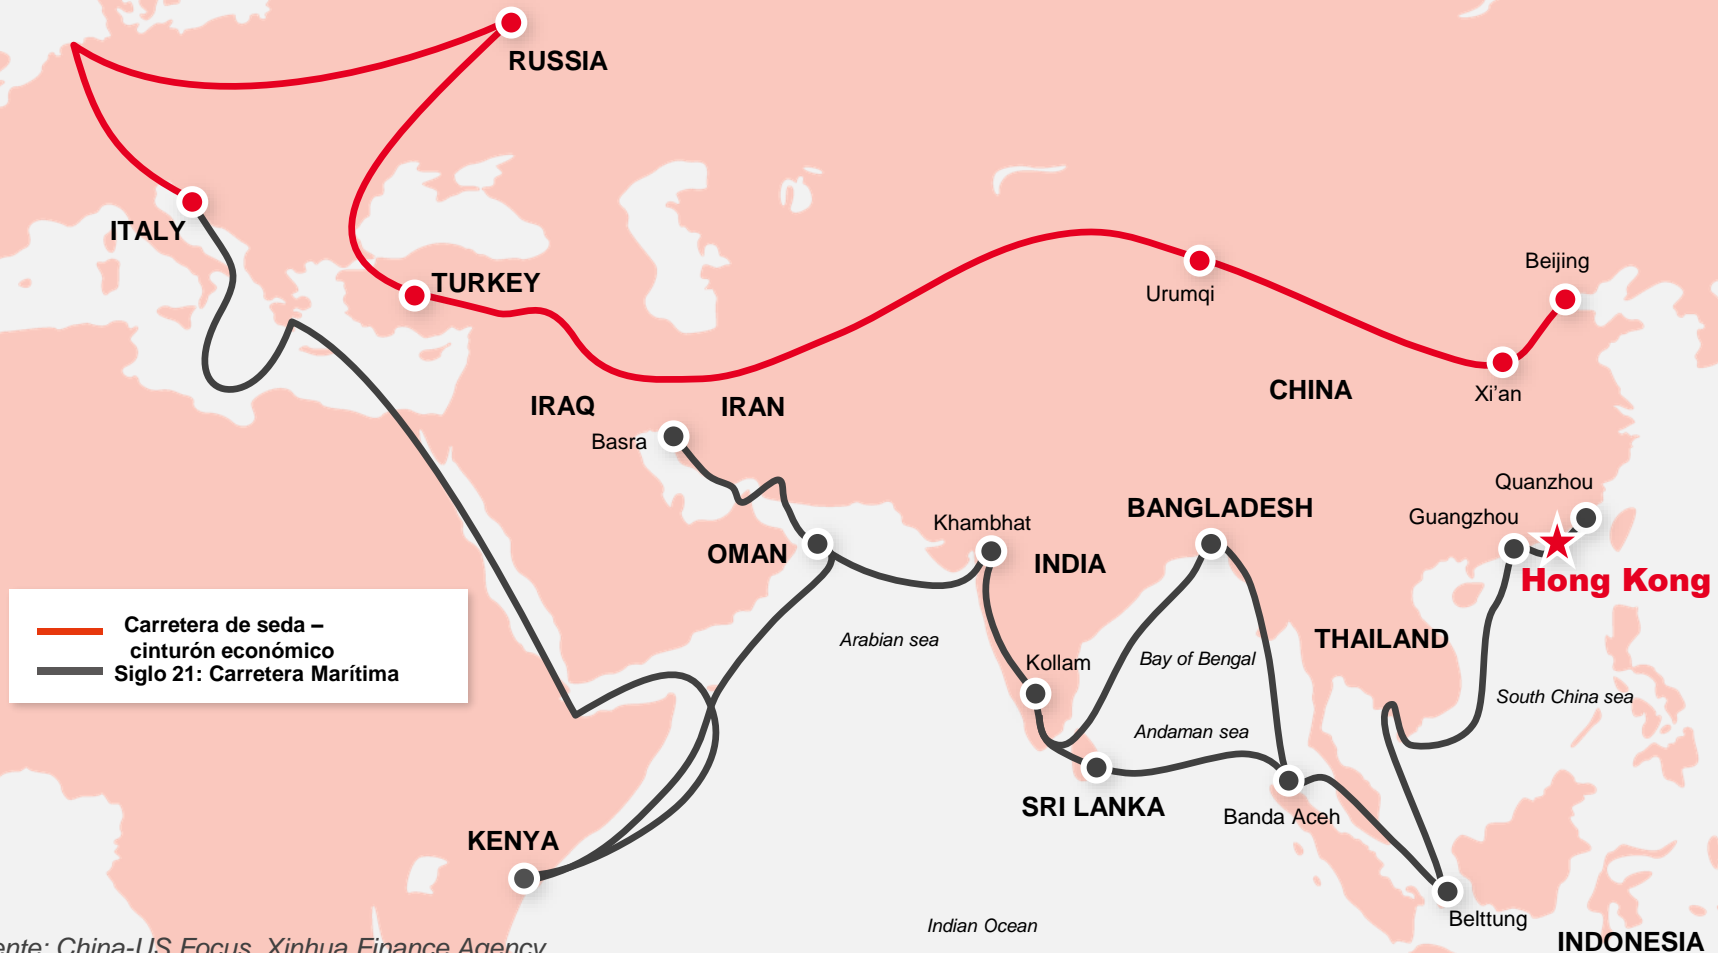 RUSSIA
ITALY
TURKEY
Beijing
Urumqi
CHINA
Xi'an
IRAQ
IRAN
Basra
Quanzhou
BANGLADESH
Guangzhou
Khambhat
OMAN
INDIA
Hong Kong
Carretera de seda –
cinturón económico
Siglo 21: Carretera Marítima
Arabian sea
THAILAND
Kollam
Bay of Bengal
South China sea
Andaman sea
SRI LANKA
Banda Aceh
KENYA
Belttung
Indian Ocean
INDONESIA
ente: China-US Focus, Xinhua Finance Agency